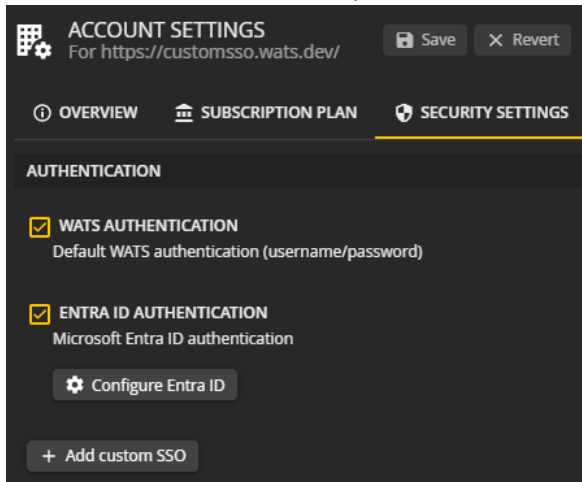 ACCOUNT SETTINGS
For https://customsso.wats.dev/
Save
Revert
OVERVIEW
SUBSCRIPTION PLAN
SECURITY SETTINGS
AUTHENTICATION
WATS AUTHENTICATION
Default WATS authentication (username/password)
ENTRA ID AUTHENTICATION
Microsoft Entra ID authentication
Configure Entra ID
+ Add custom SSO